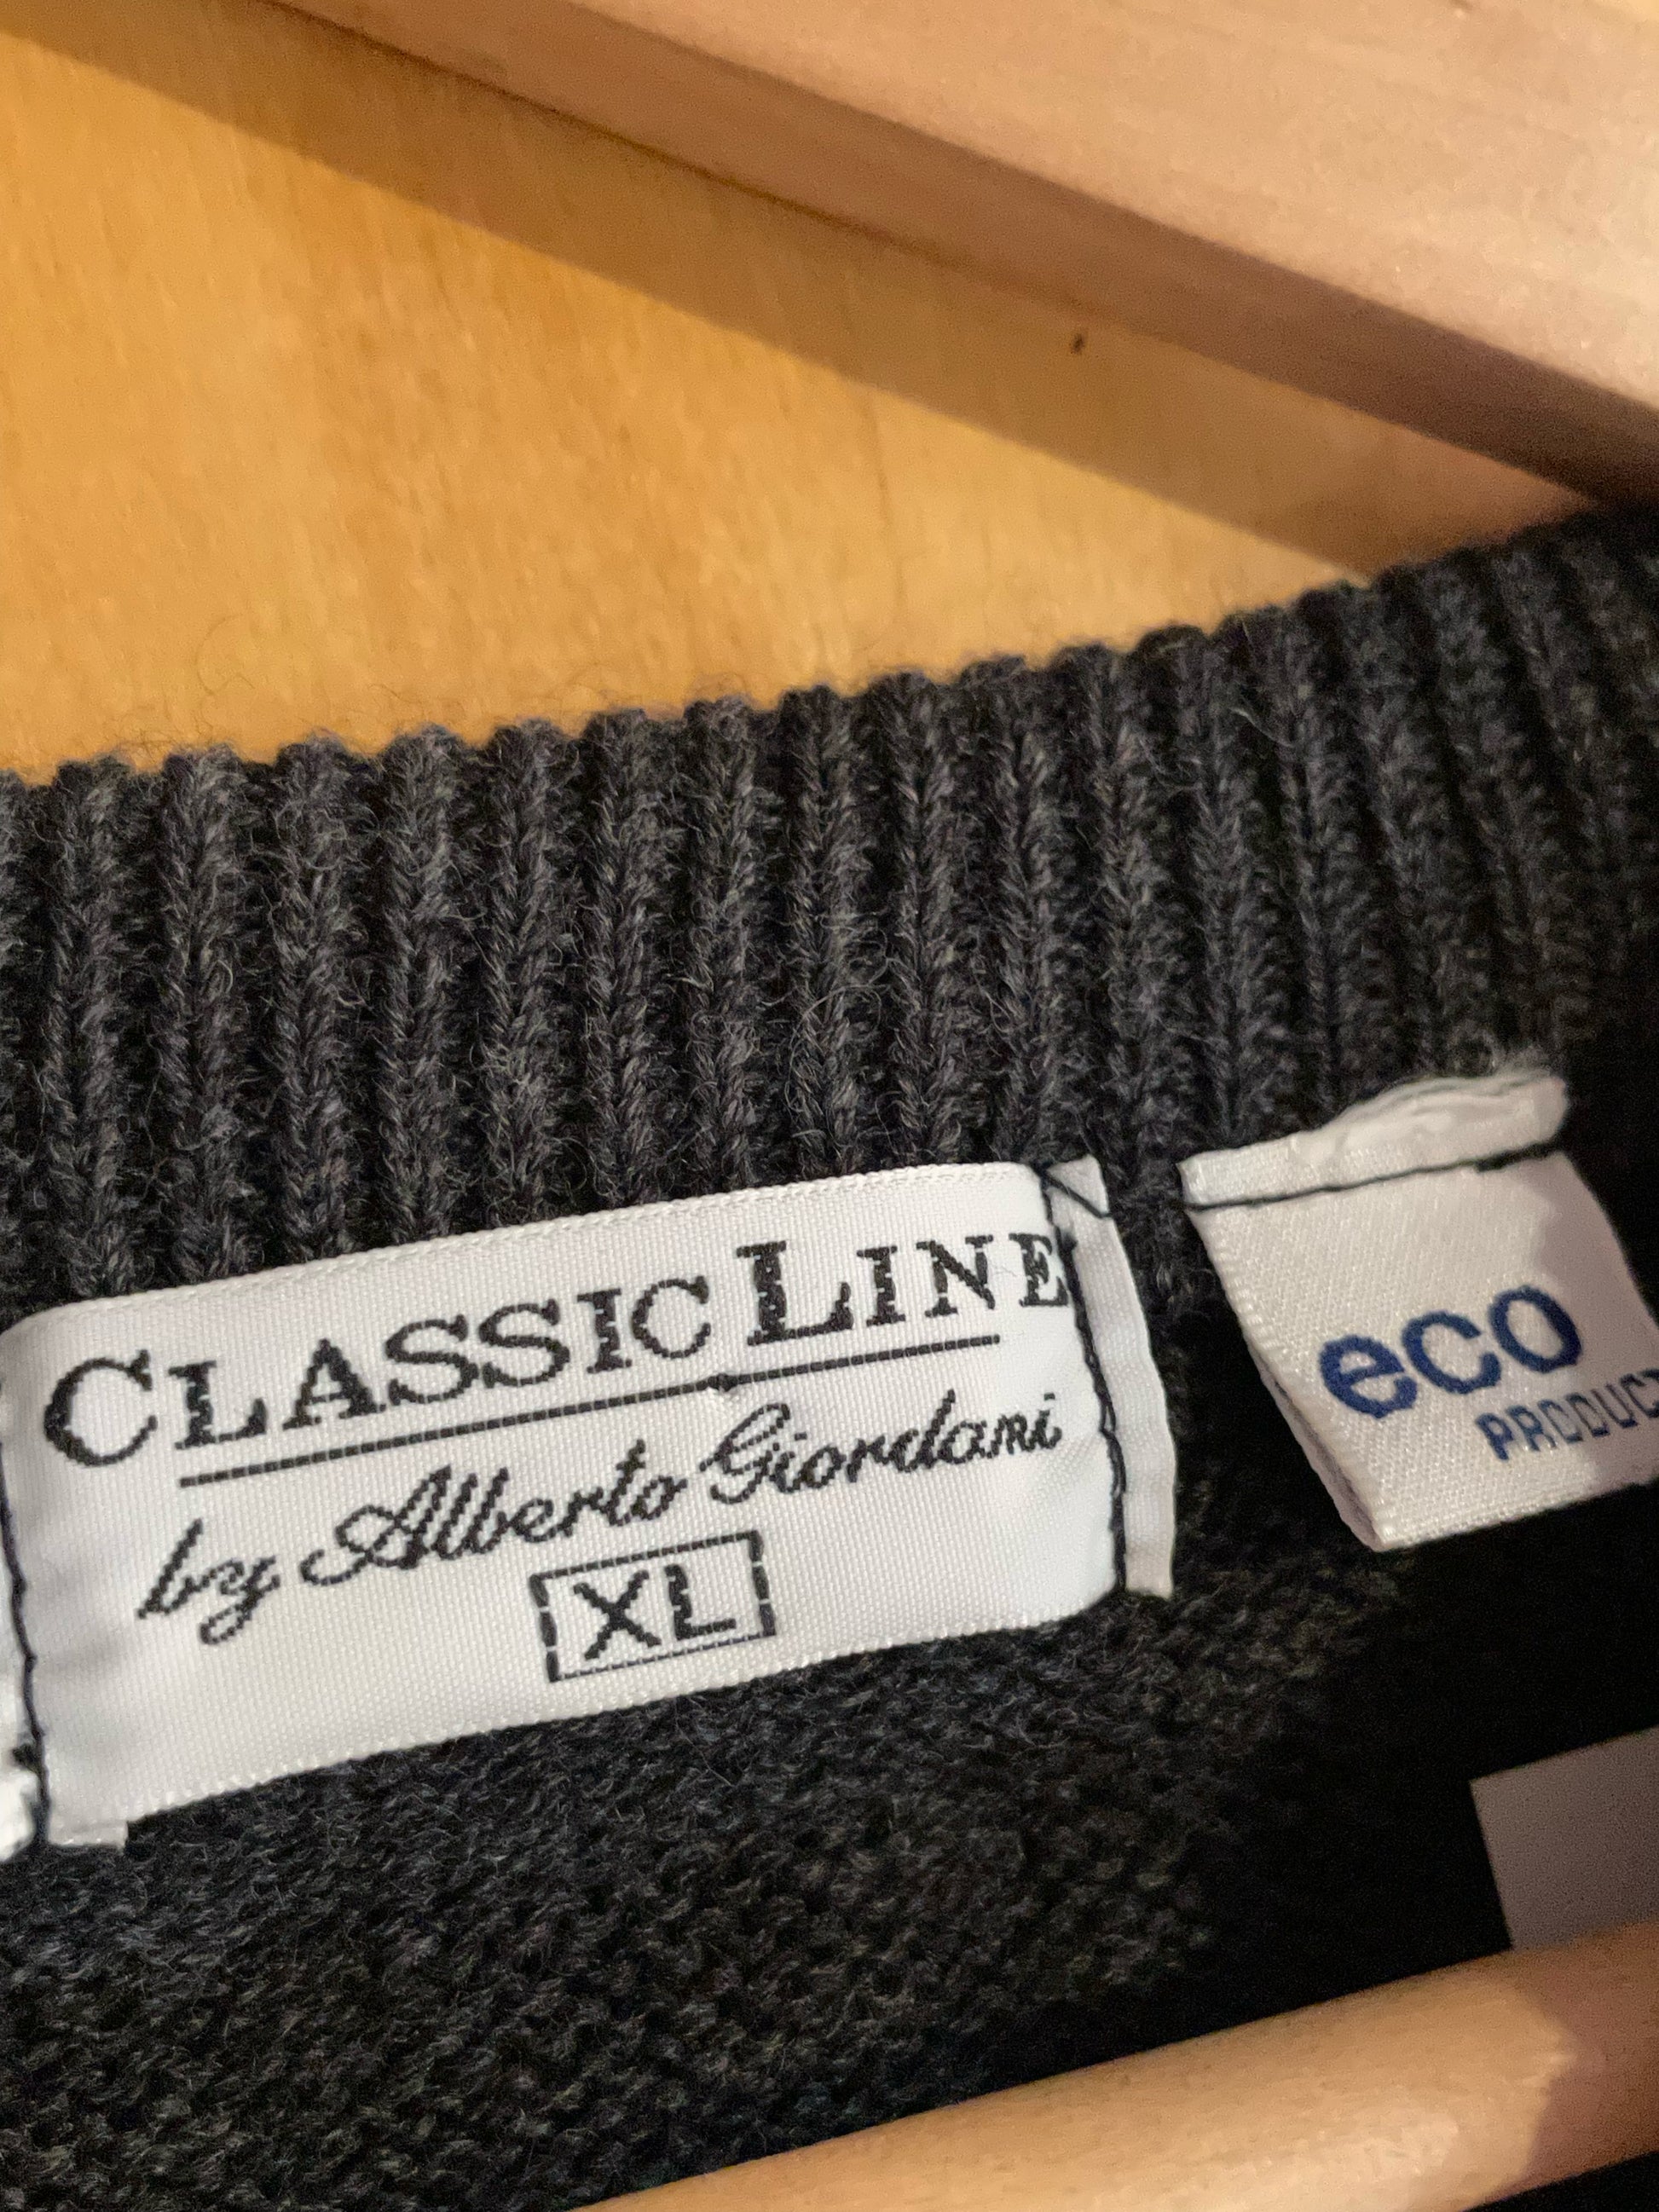 CLASSIC LINE
by Alberto Giordani
XL
eco